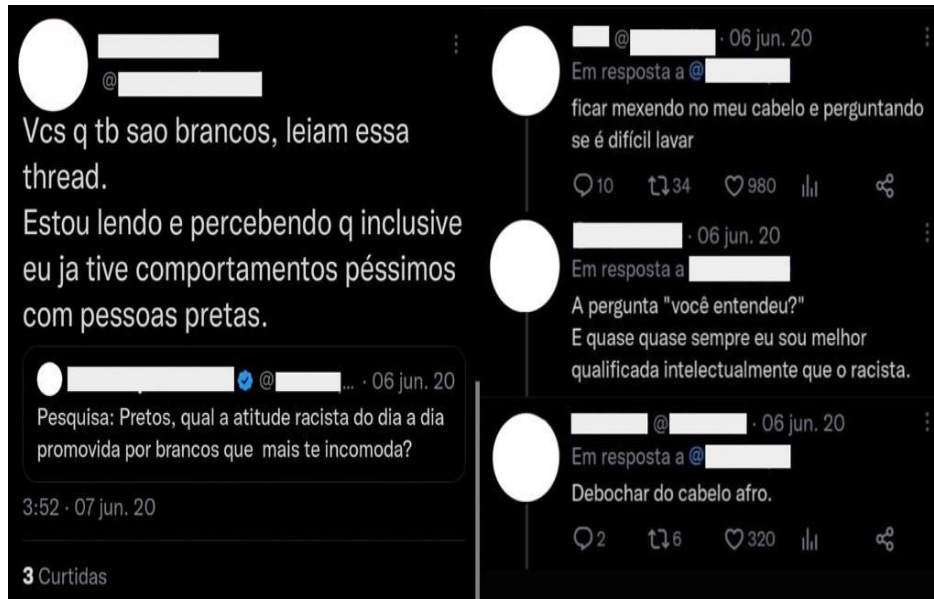 @
Vcs q tb sao brancos, leiam essa
thread.
Estou lendo e percebendo q inclusive
eu ja tive comportamentos péssimos
com pessoas pretas.
@ ... · 06 jun. 20
Pesquisa: Pretos, qual a atitude racista do dia a dia
promovida por brancos que mais te incomoda?
3:52 · 07 jun. 20
3 Curtidas
@ · 06 jun. 20
Em resposta a @
ficar mexendo no meu cabelo e perguntando
se é difícil lavar
10 34 980
· 06 jun. 20
Em resposta a
A pergunta "você entendeu?"
E quase quase sempre eu sou melhor
qualificada intelectualmente que o racista.
@ · 06 jun. 20
Em resposta a @
Debochar do cabelo afro.
2 6 320